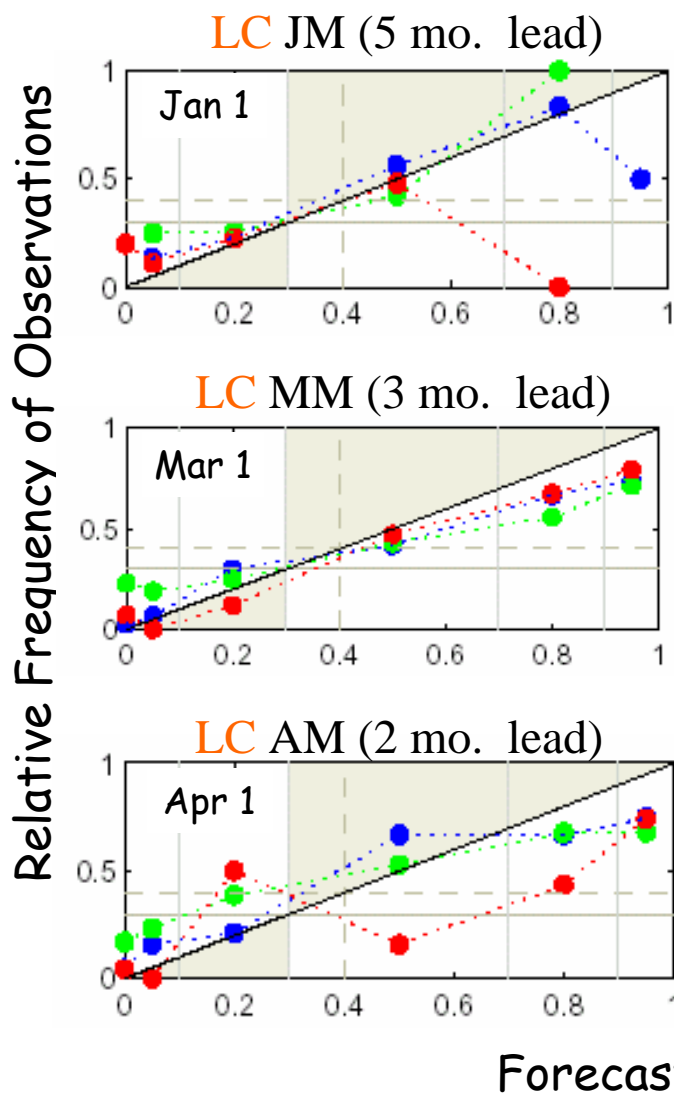 LC JM (5 mo. lead)
Relative Frequency of Observations
Jan 1
1
0.5
0
0 0.2 0.4 0.6 0.8 1
LC MM (3 mo. lead)
Mar 1
1
0.5
0
0 0.2 0.4 0.6 0.8 1
LC AM (2 mo. lead)
Apr 1
1
0.5
0
0 0.2 0.4 0.6 0.8 1
Forecas